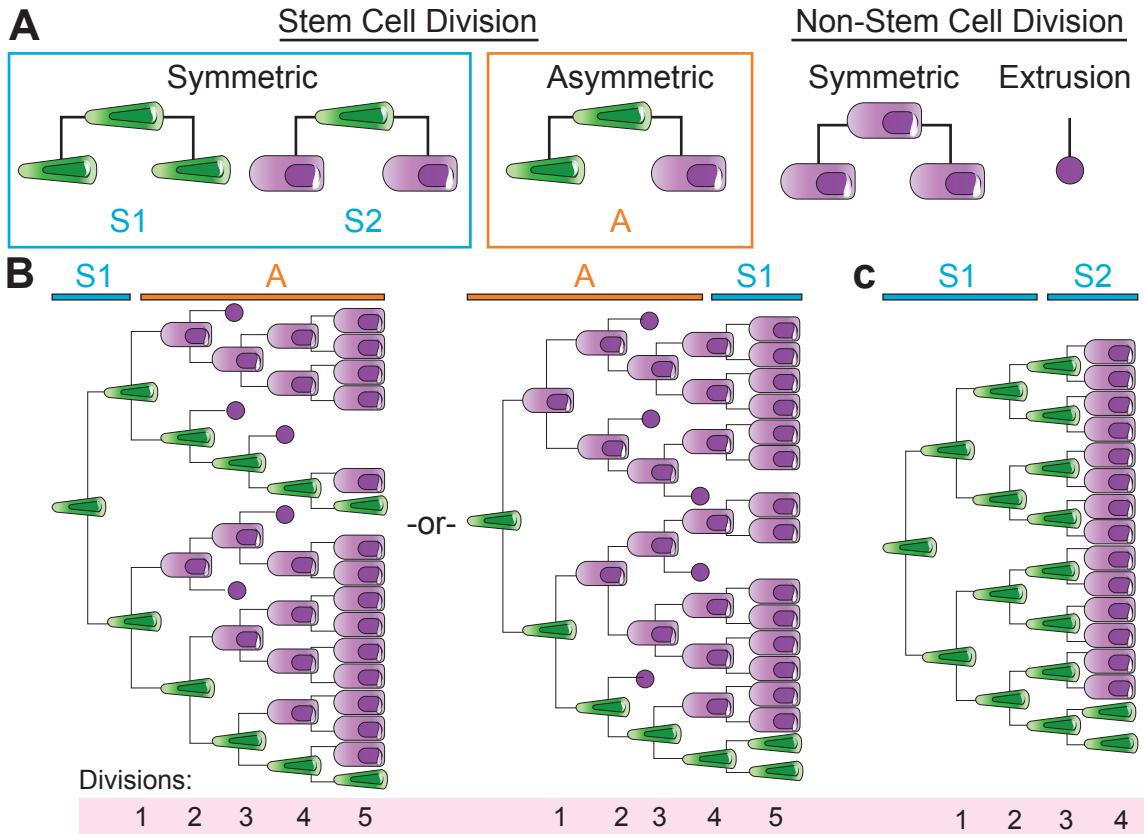 A
Stem Cell Division
Non-Stem Cell Division
Symmetric
Asymmetric
Symmetric
Extrusion
S1
S2
A
B
S1
A
A
S1
c
S1
S2
-or-
Divisions:
1 2 3 4 5
1 2 3 4 5
1 2 3 4